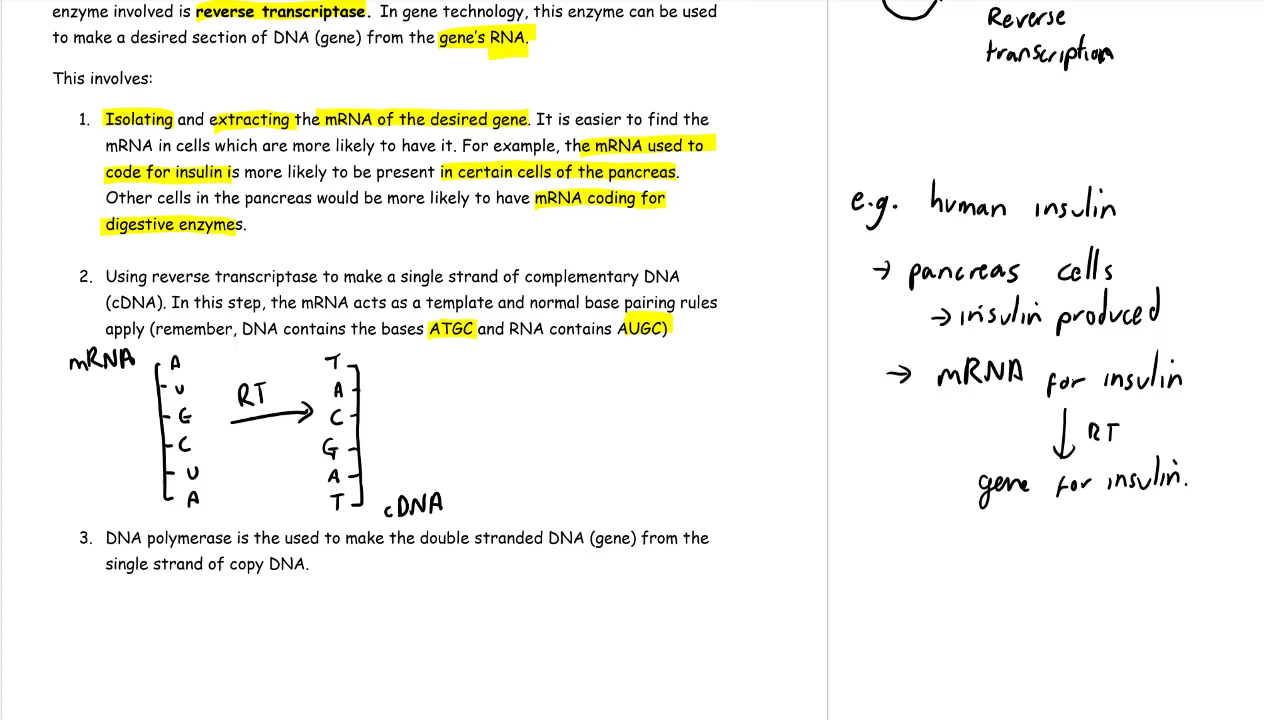 enzyme involved is reverse transcriptase. In gene technology, this enzyme can be used
to make a desired section of DNA (gene) from the gene's RNA.
This involves:
1. Isolating and extracting the mRNA of the desired gene. It is easier to find the
mRNA in cells which are more likely to have it. For example, the mRNA used to
code for insulin is more likely to be present in certain cells of the pancreas.
Other cells in the pancreas would be more likely to have mRNA coding for
digestive enzymes.
2. Using reverse transcriptase to make a single strand of complementary DNA
(cDNA). In this step, the mRNA acts as a template and normal base pairing rules
apply (remember, DNA contains the bases ATGC and RNA contains AUGC)
mRNA
A
U
G
C
U
A
RT
T
A
C
G
A
T
cDNA
3. DNA polymerase is the used to make the double stranded DNA (gene) from the
single strand of copy DNA.
Reverse
transcription
e.g. human insulin
→ pancreas cells
→ insulin produced
→ mRNA for insulin
↓ RT
gene for insulin.